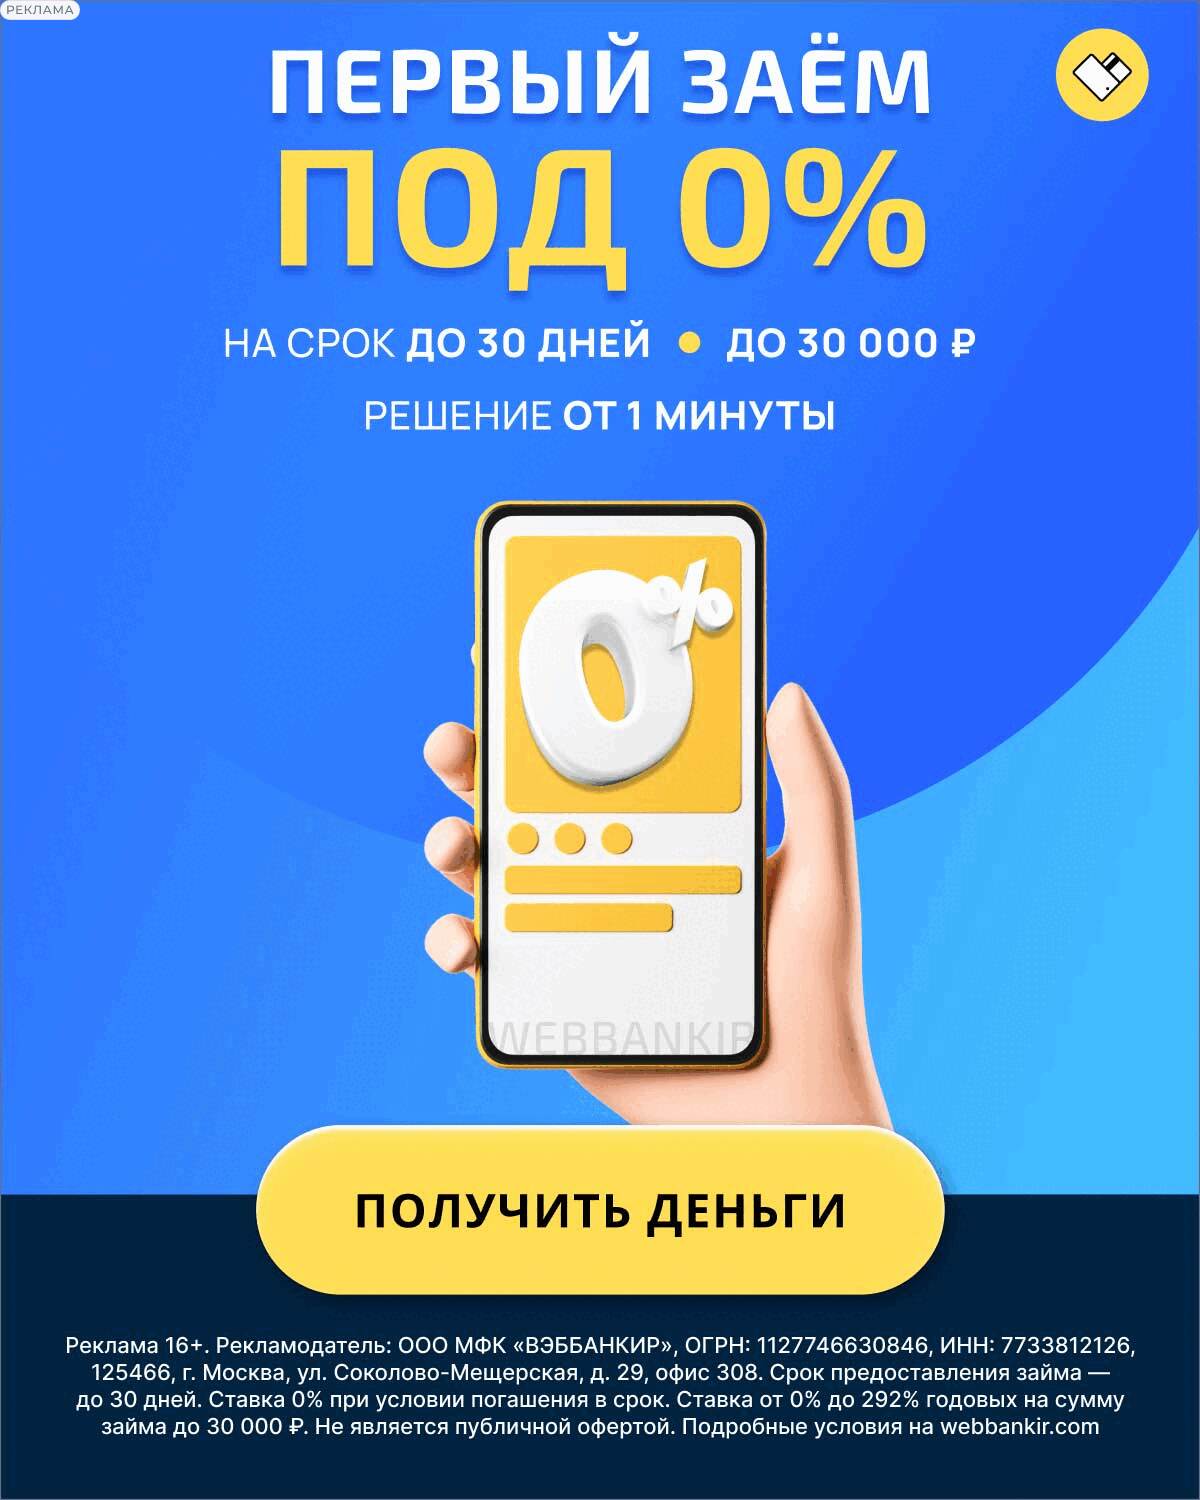 РЕКЛАМА
ПЕРВЫЙ ЗАЁМ
ПОД 0%
НА СРОК ДО 30 ДНЕЙ ● ДО 30 000 ₽
РЕШЕНИЕ ОТ 1 МИНУТЫ
0%
WEBBANKIR
ПОЛУЧИТЬ ДЕНЬГИ
Реклама 16+. Рекламодатель: ООО МФК «ВЭББАНКИР», ОГРН: 1127746630846, ИНН: 7733812126,
125466, г. Москва, ул. Соколово-Мещерская, д. 29, офис 308. Срок предоставления займа —
до 30 дней. Ставка 0% при условии погашения в срок. Ставка от 0% до 292% годовых на сумму
займа до 30 000 ₽. Не является публичной офертой. Подробные условия на webbankir.com